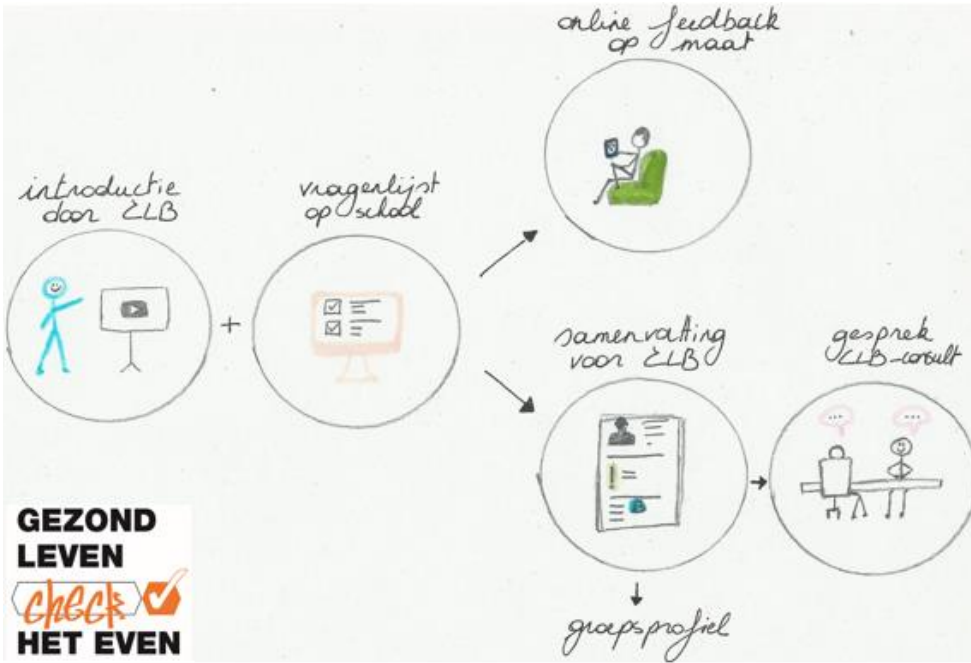 online feedback
op maat
introductie
door CLB
vragenlijst
op school
+
samenvatting
voor CLB
gesprek
CLB-consult
... ...
groepsprofiel
GEZOND
LEVEN
check
HET EVEN